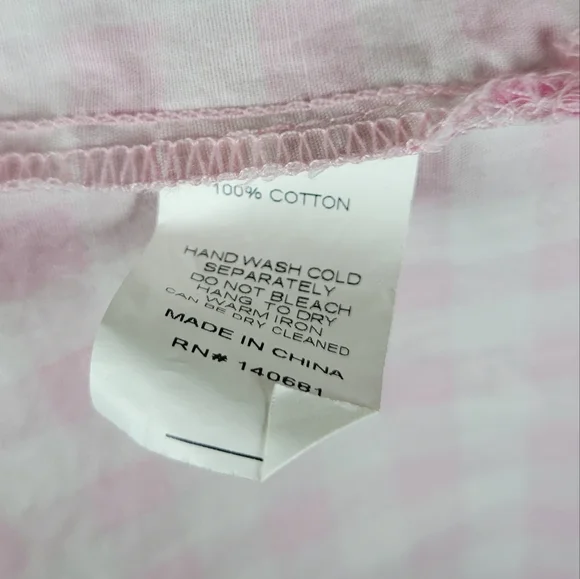 100% COTTON
HAND WASH COLD
SEPARATELY
DO NOT BLEACH
HANG TO DRY
WARM IRON
CAN BE DRY CLEANED
MADE IN CHINA
RN* 140681